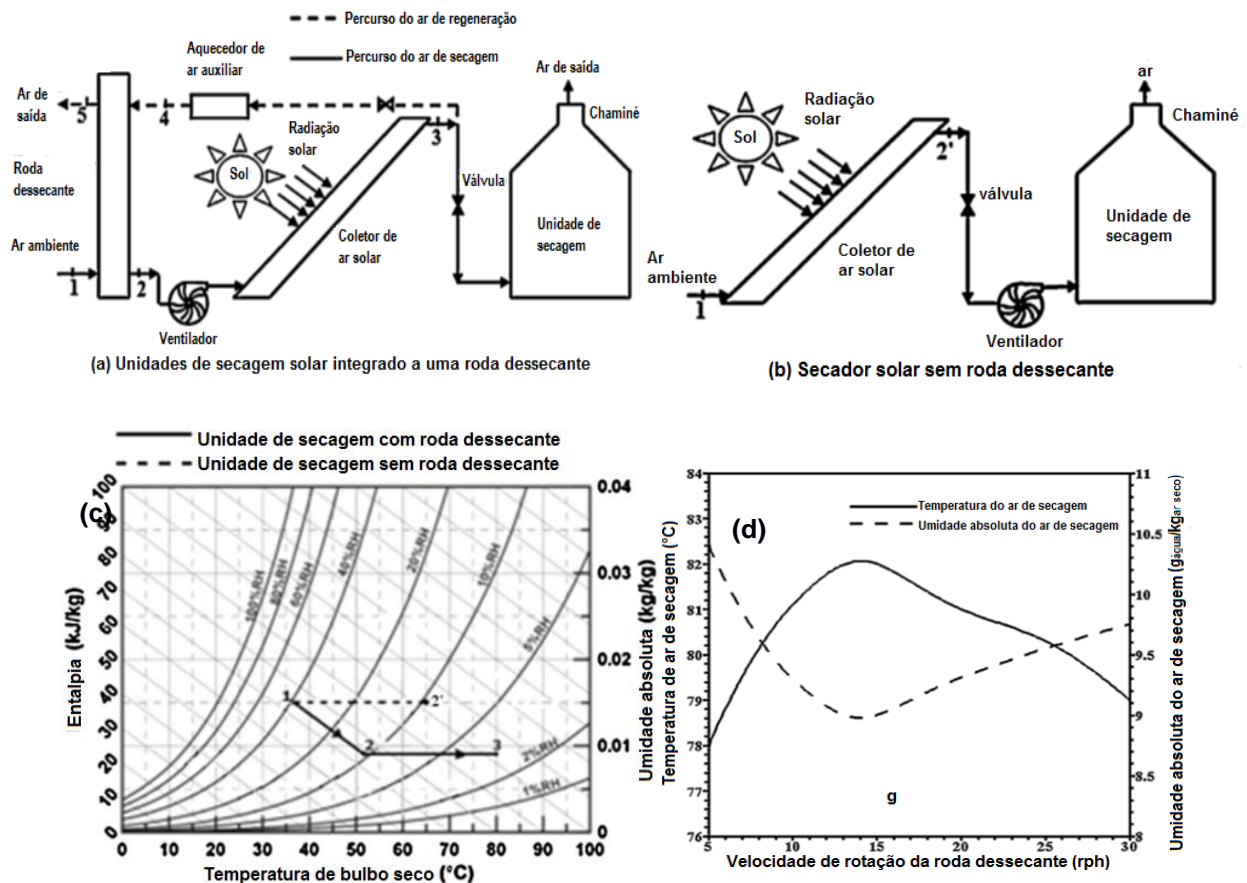 Percurso do ar de regeneração
Percurso do ar de secagem
Aquecedor de
ar auxiliar
Ar de
saída
5
4
3
Radiação
solar
Sol
Roda
dessecante
Válvula
Ar ambiente
1
2
Ventilador
Coletor de
ar solar
Ar de saída
Chaminé
Unidade de
secagem
(a) Unidades de secagem solar integrado a uma roda dessecante
Radiação
solar
Sol
2'
ar
Chaminé
válvula
Unidade de
secagem
Coletor de
ar solar
Ar
ambiente
1
Ventilador
(b) Secador solar sem roda dessecante
Unidade de secagem com roda dessecante
Unidade de secagem sem roda dessecante
(c)
Entalpia (kJ/kg)
100
90
80
70
60
50
40
30
20
10
0
100%RH
80%RH
60%RH
40%RH
20%RH
10%RH
5%RH
2%RH
1%RH
1
2'
2
3
0.04
0.03
0.02
0.01
0
Umidade absoluta (kg/kg)
0 10 20 30 40 50 60 70 80 90 100
Temperatura de bulbo seco (°C)
(d)
Temperatura do ar de secagem
Umidade absoluta do ar de secagem
Temperatura de ar de secagem (°C)
84
83
82
81
80
79
78
77
76
11
10.5
10
9.5
9
8.5
8
Umidade absoluta do ar de secagem (gágua/kgar seco)
g
5 10 15 20 25 30
Velocidade de rotação da roda dessecante (rph)